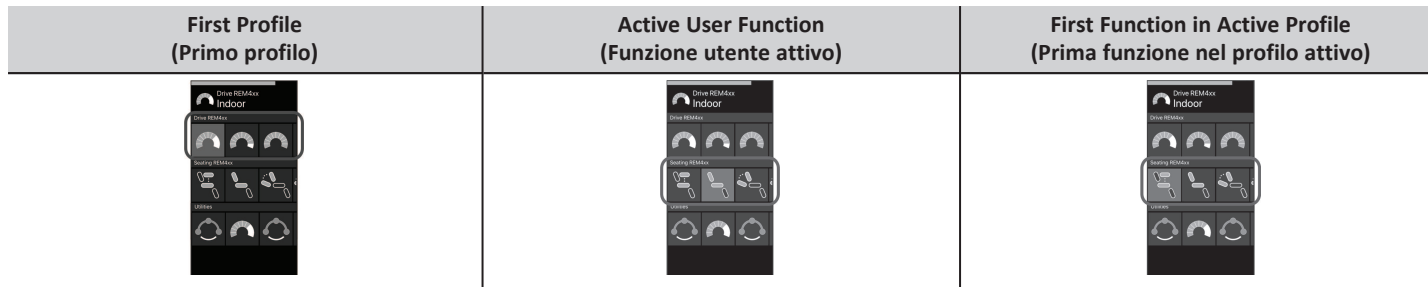 First Profile
(Primo profilo)
Active User Function
(Funzione utente attivo)
First Function in Active Profile
(Prima funzione nel profilo attivo)
Drive REM4xx
Indoor
Drive REM4xx
Seating REM4xx
Utilities
Drive REM4xx
Indoor
Drive REM4xx
Seating REM4xx
Utilities
Drive REM4xx
Indoor
Drive REM4xx
Seating REM4xx
Utilities